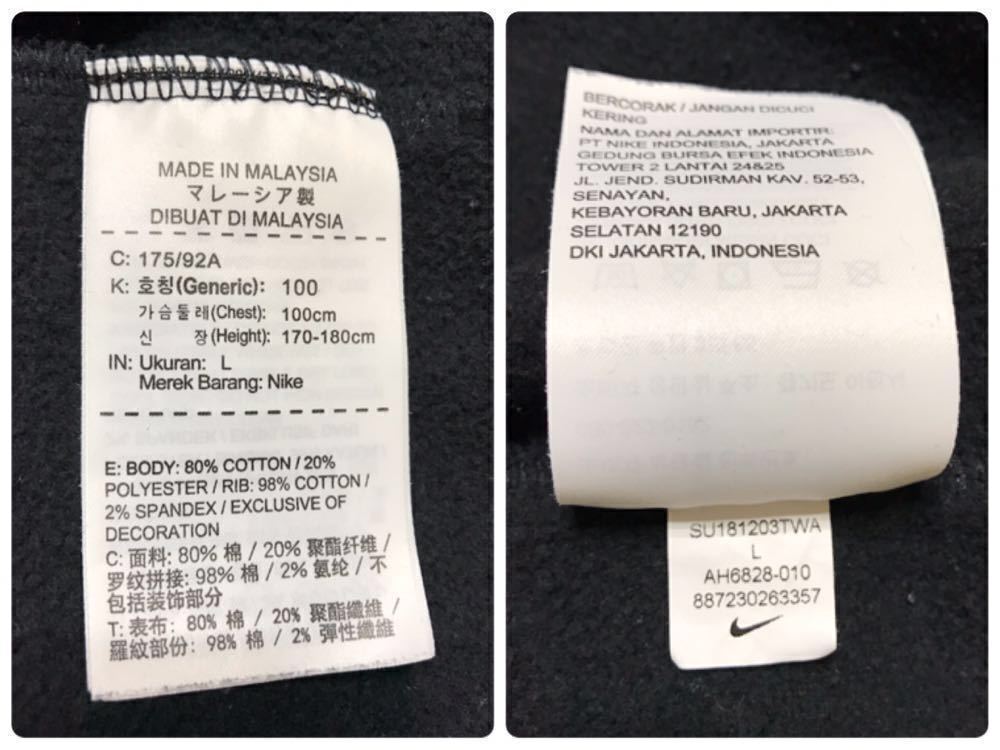 MADE IN MALAYSIA
マレーシア製
DIBUAT DI MALAYSIA
C: 175/92A
K: 호칭(Generic): 100
가슴둘레(Chest): 100cm
신 장(Height): 170-180cm
IN: Ukuran: L
Merek Barang: Nike
E: BODY: 80% COTTON / 20%
POLYESTER / RIB: 98% COTTON /
2% SPANDEX / EXCLUSIVE OF
DECORATION
C: 面料: 80% 棉 / 20% 聚酯纤维 /
罗纹拼接: 98% 棉 / 2% 氨纶 / 不
包括装饰部分
T: 表布: 80% 棉 / 20% 聚酯纖維 /
羅紋部份: 98% 棉 / 2% 彈性纖維
BERCORAK / JANGAN DICUCI
KERING
NAMA DAN ALAMAT IMPORTIR:
PT NIKE INDONESIA, JAKARTA
GEDUNG BURSA EFEK INDONESIA
TOWER 2 LANTAI 24&25
JL. JEND. SUDIRMAN KAV. 52-53,
SENAYAN,
KEBAYORAN BARU, JAKARTA
SELATAN 12190
DKI JAKARTA, INDONESIA
SU181203TWA
L
AH6828-010
887230263357